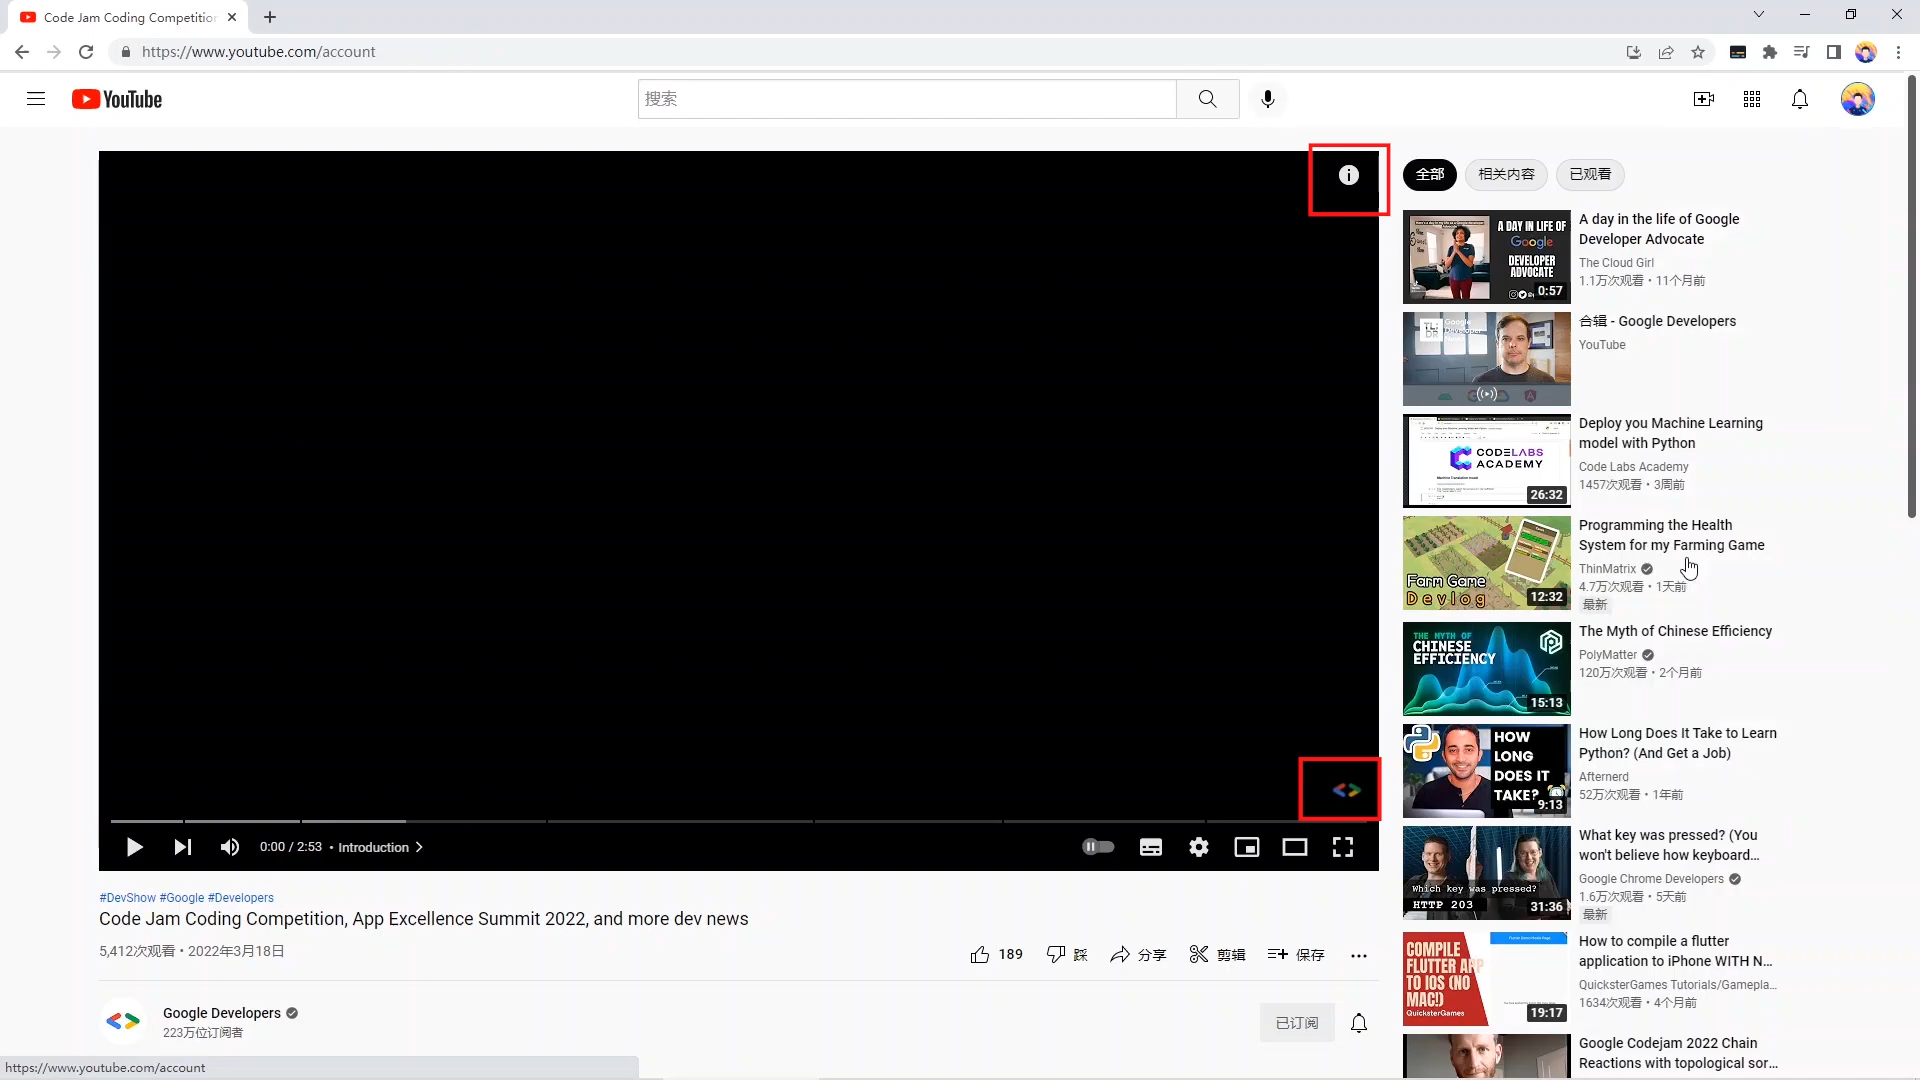 Code Jam Coding Competition
https://www.youtube.com/account
YouTube
搜索
全部
相关内容
已观看
A DAY IN LIFE OF
Google
DEVELOPER
ADVOCATE
0:57
A day in the life of Google
Developer Advocate
The Cloud Girl
1.1万次观看・11个月前
合辑 - Google Developers
YouTube
CODELABS
ACADEMY
26:32
Deploy you Machine Learning
model with Python
Code Labs Academy
1457次观看・3周前
Farm Game
Devlog
12:32
Programming the Health
System for my Farming Game
ThinMatrix
4.7万次观看・1天前
最新
THE MYTH OF
CHINESE
EFFICIENCY
15:13
The Myth of Chinese Efficiency
PolyMatter
120万次观看・2个月前
HOW
LONG
DOES IT
TAKE?
9:13
How Long Does It Take to Learn
Python? (And Get a Job)
Afternerd
52万次观看・1年前
Which key was pressed?
HTTP 203
31:36
What key was pressed? (You
won't believe how keyboard...
Google Chrome Developers
1.6万次观看・5天前
最新
COMPILE
FLUTTER APP
TO IOS (NO
MAC!)
QuicksterGames
19:17
How to compile a flutter
application to iPhone WITH N...
QuicksterGames Tutorials/Gamepla...
1634次观看・4个月前
Google Codejam 2022 Chain
Reactions with topological sor...
0:00 / 2:53 • Introduction
#DevShow #Google #Developers
Code Jam Coding Competition, App Excellence Summit 2022, and more dev news
5,412次观看・2022年3月18日
189
踩
分享
剪辑
保存
Google Developers
223万位订阅者
已订阅
https://www.youtube.com/account